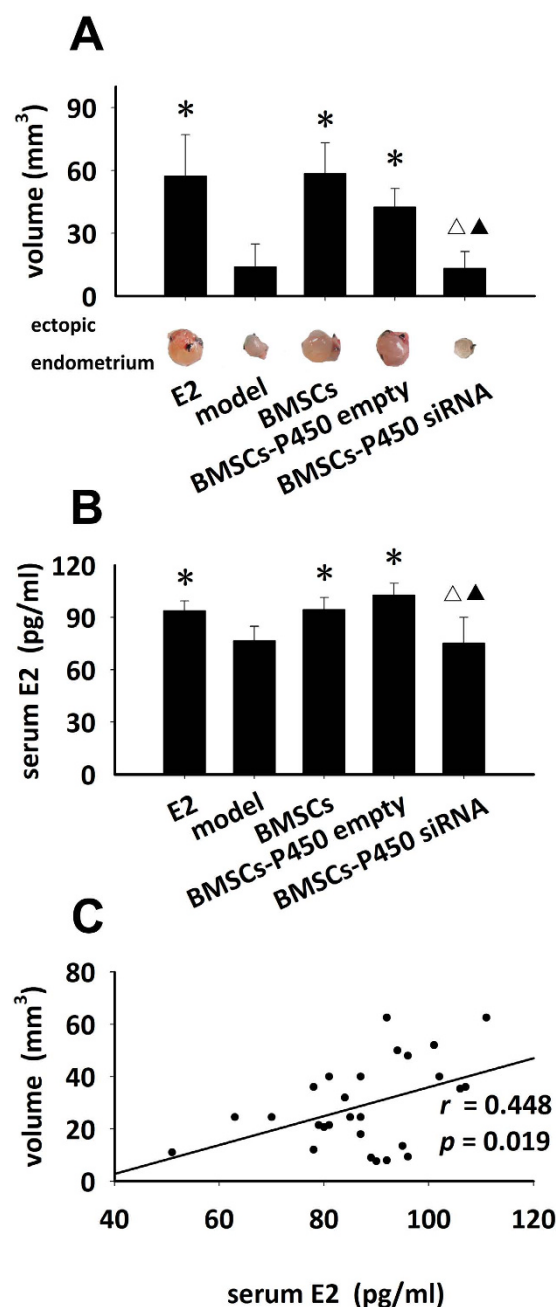 A
volume (mm³)
90
60
30
0
* * * △ ▲
ectopic
endometrium
E2
model
BMSCs
BMSCs-P450 empty
BMSCs-P450 siRNA
B
serum E2 (pg/ml)
120
90
60
30
0
* * * △ ▲
E2
model
BMSCs
BMSCs-P450 empty
BMSCs-P450 siRNA
C
volume (mm³)
80
60
40
20
0
r = 0.448
p = 0.019
40 60 80 100 120
serum E2 (pg/ml)